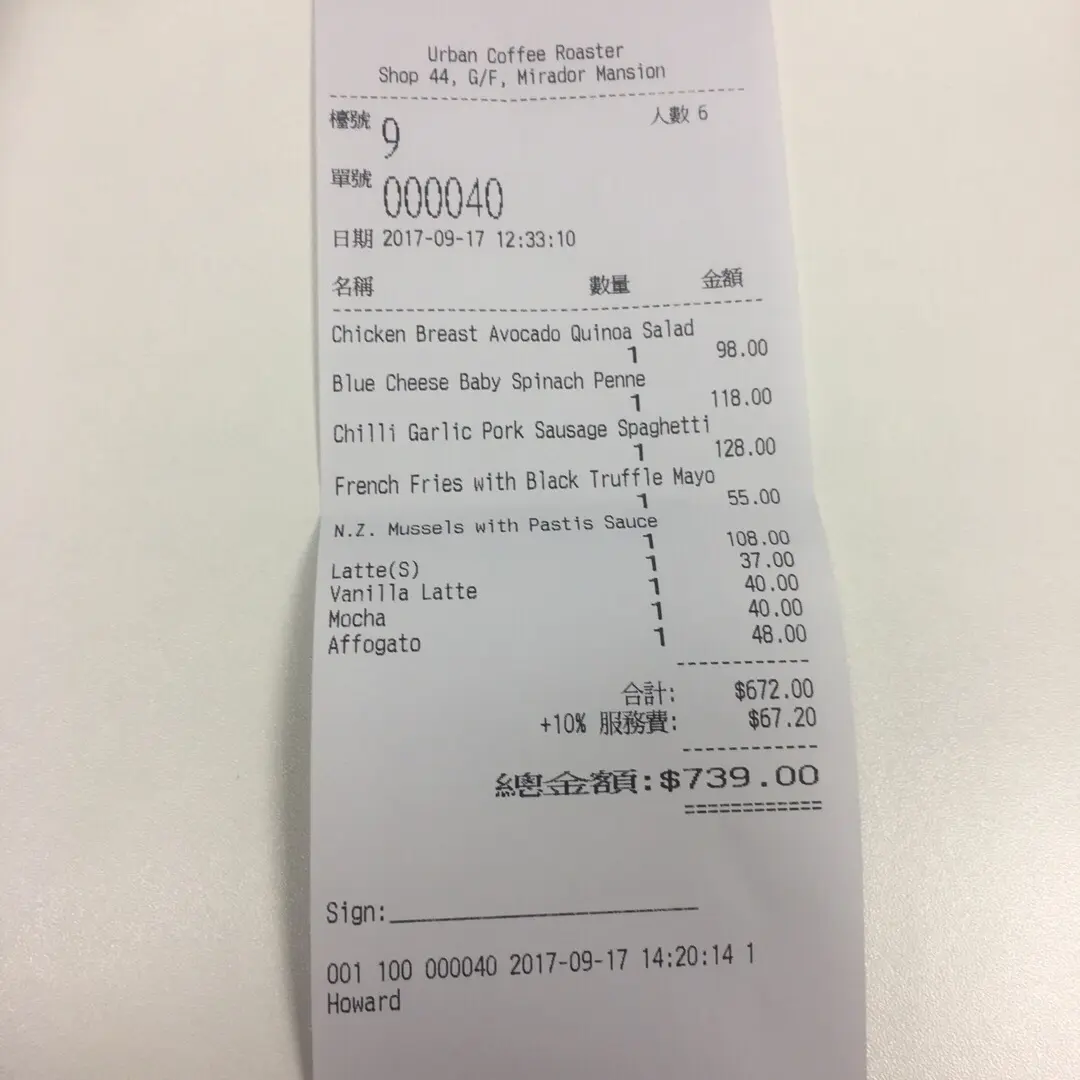 Urban Coffee Roaster
Shop 44, G/F, Mirador Mansion
檯號 9 人數 6
單號 000040
日期 2017-09-17 12:33:10
名稱 數量 金額
Chicken Breast Avocado Quinoa Salad
1 98.00
Blue Cheese Baby Spinach Penne
1 118.00
Chilli Garlic Pork Sausage Spaghetti
1 128.00
French Fries with Black Truffle Mayo
1 55.00
N.Z. Mussels with Pastis Sauce
1 108.00
Latte(S) 1 37.00
Vanilla Latte 1 40.00
Mocha 1 40.00
Affogato 1 48.00
合計: $672.00
+10% 服務費: $67.20
總金額:$739.00
Sign:
001 100 000040 2017-09-17 14:20:14 1
Howard